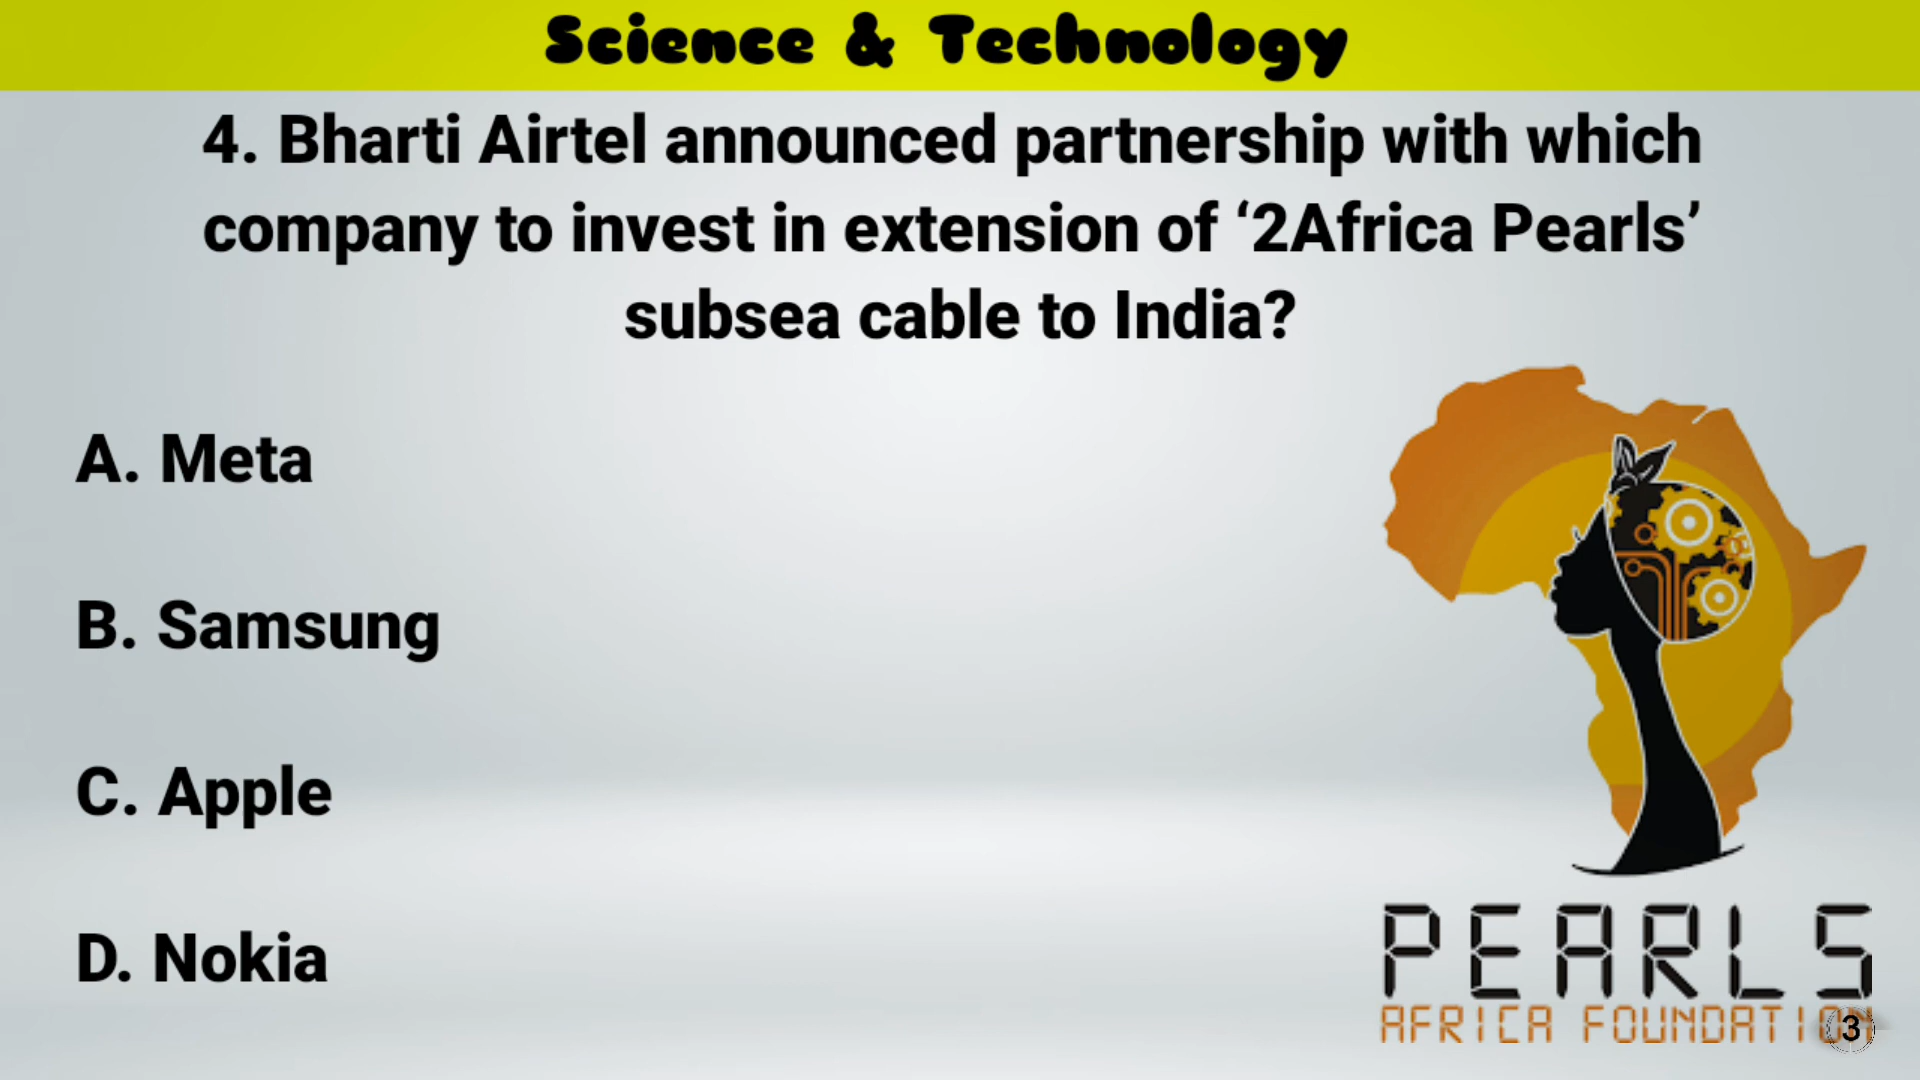 Science & Technology
4. Bharti Airtel announced partnership with which
company to invest in extension of ‘2Africa Pearls’
subsea cable to India?
A. Meta
B. Samsung
C. Apple
D. Nokia
PEARLS
AFRICA FOUNDATION
3